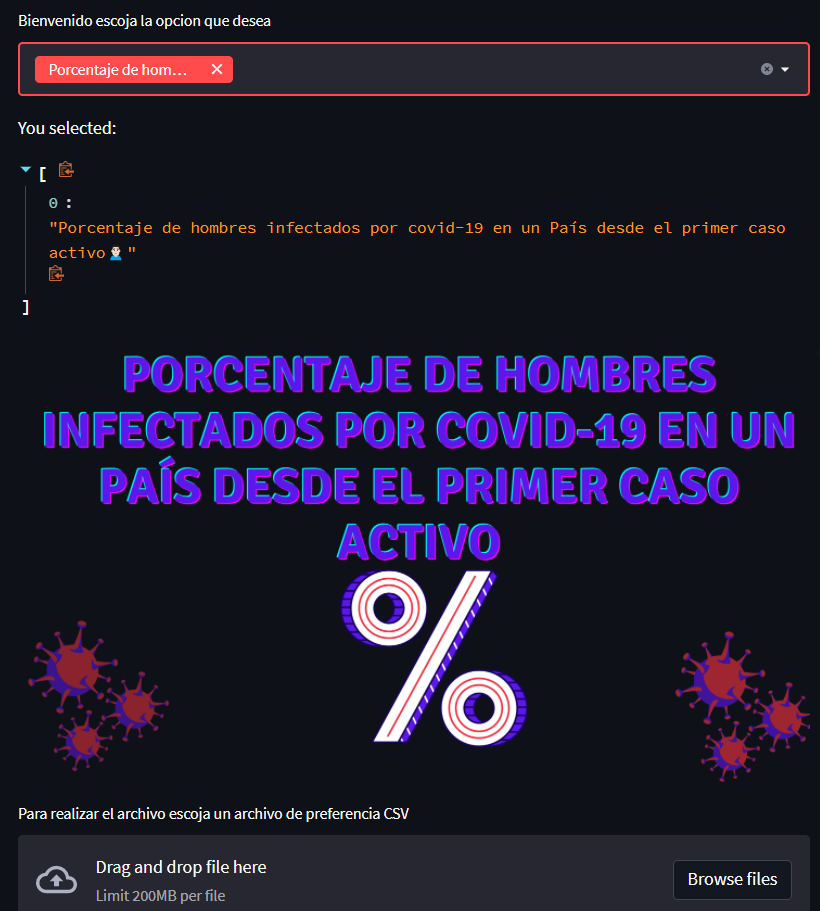 Bienvenido escoja la opcion que desea
Porcentaje de hom...
You selected:
[
0 :
"Porcentaje de hombres infectados por covid-19 en un País desde el primer caso
activo👨🏻‍⚕️"
]
PORCENTAJE DE HOMBRES
INFECTADOS POR COVID-19 EN UN
PAÍS DESDE EL PRIMER CASO
ACTIVO
%
Para realizar el archivo escoja un archivo de preferencia CSV
Drag and drop file here
Limit 200MB per file
Browse files